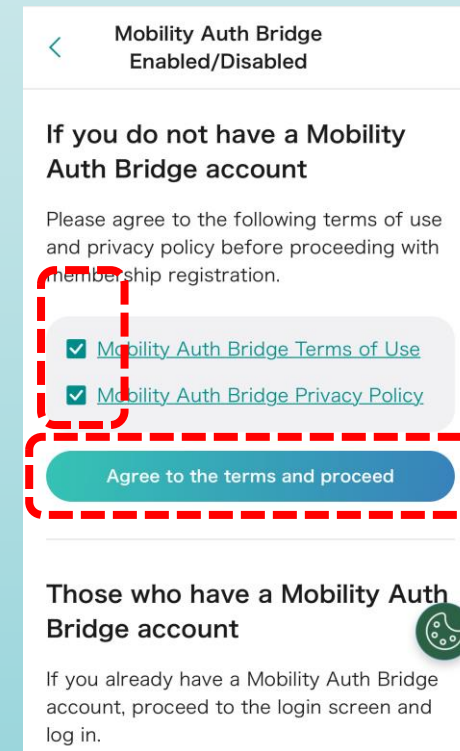 Mobility Auth Bridge
Enabled/Disabled
If you do not have a Mobility
Auth Bridge account
Please agree to the following terms of use
and privacy policy before proceeding with
membership registration.
Mobility Auth Bridge Terms of Use
Mobility Auth Bridge Privacy Policy
Agree to the terms and proceed
Those who have a Mobility Auth
Bridge account
If you already have a Mobility Auth Bridge
account, proceed to the login screen and
log in.